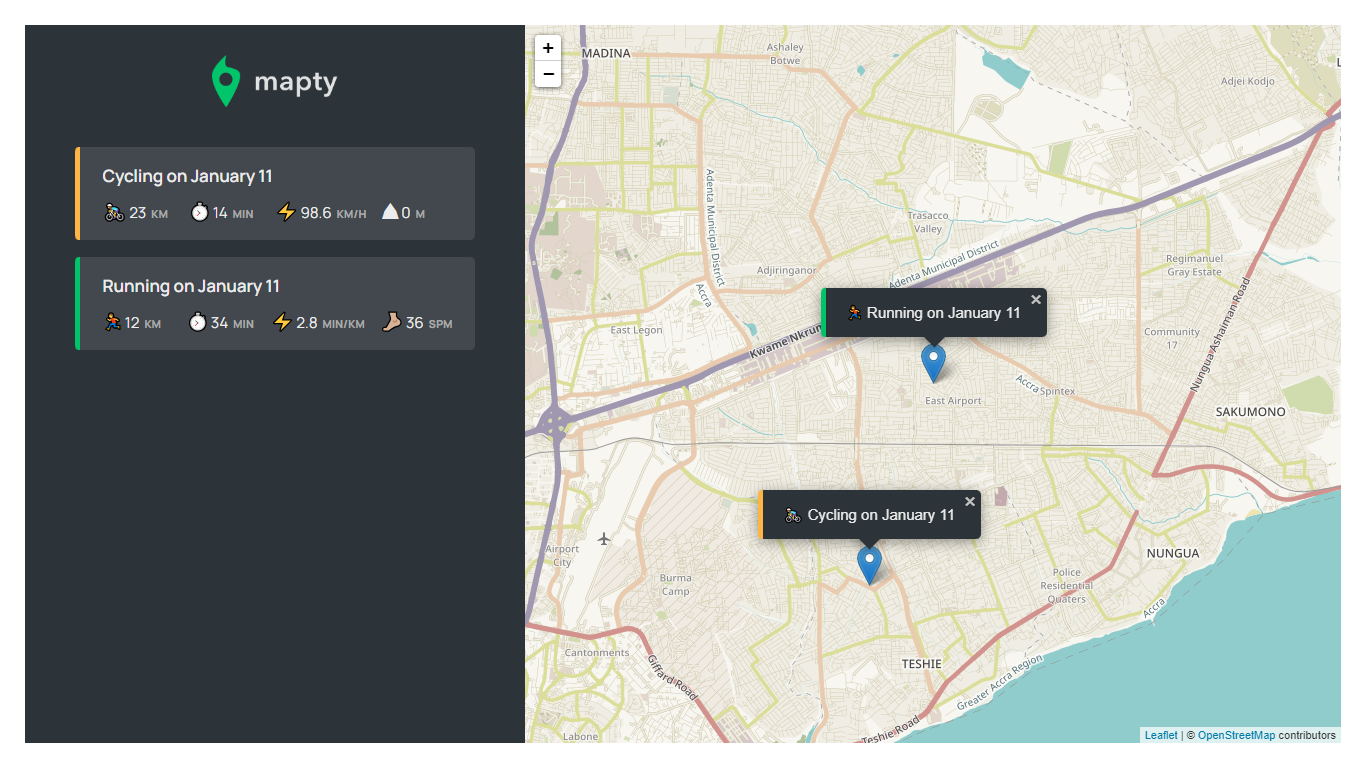 mapty
Cycling on January 11
23 KM 14 MIN 98.6 KM/H 0 M
Running on January 11
12 KM 34 MIN 2.8 MIN/KM 36 SPM
+
−
MADINA
Ashaley
Botwe
Adjei Kodjo
L
Adenta Municipal District
Trasacco
Valley
Adenta Municipal District
Adjiringanor
Regimanuel
Gray Estate
Accra
Nungua Ashaiman Road
Running on January 11
×
East Legon
Kwame Nkrum
Community
17
Accra
Spintex
East Airport
SAKUMONO
Cycling on January 11
×
Airport
City
NUNGUA
Burma
Camp
Police
Residential
Quaters
Accra
Cantonments
TESHIE
Giffard Road
Greater Accra Region
Teshie Road
Labone
Leaflet | © OpenStreetMap contributors